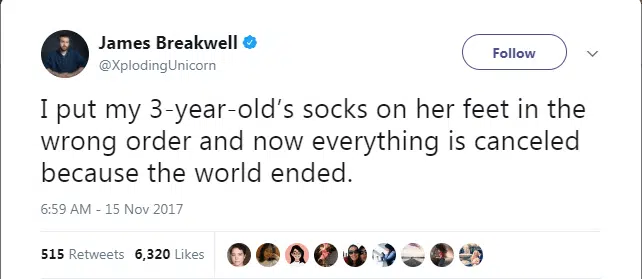 James Breakwell
@XplodingUnicorn
Follow
I put my 3-year-old’s socks on her feet in the
wrong order and now everything is canceled
because the world ended.
6:59 AM - 15 Nov 2017
515 Retweets 6,320 Likes